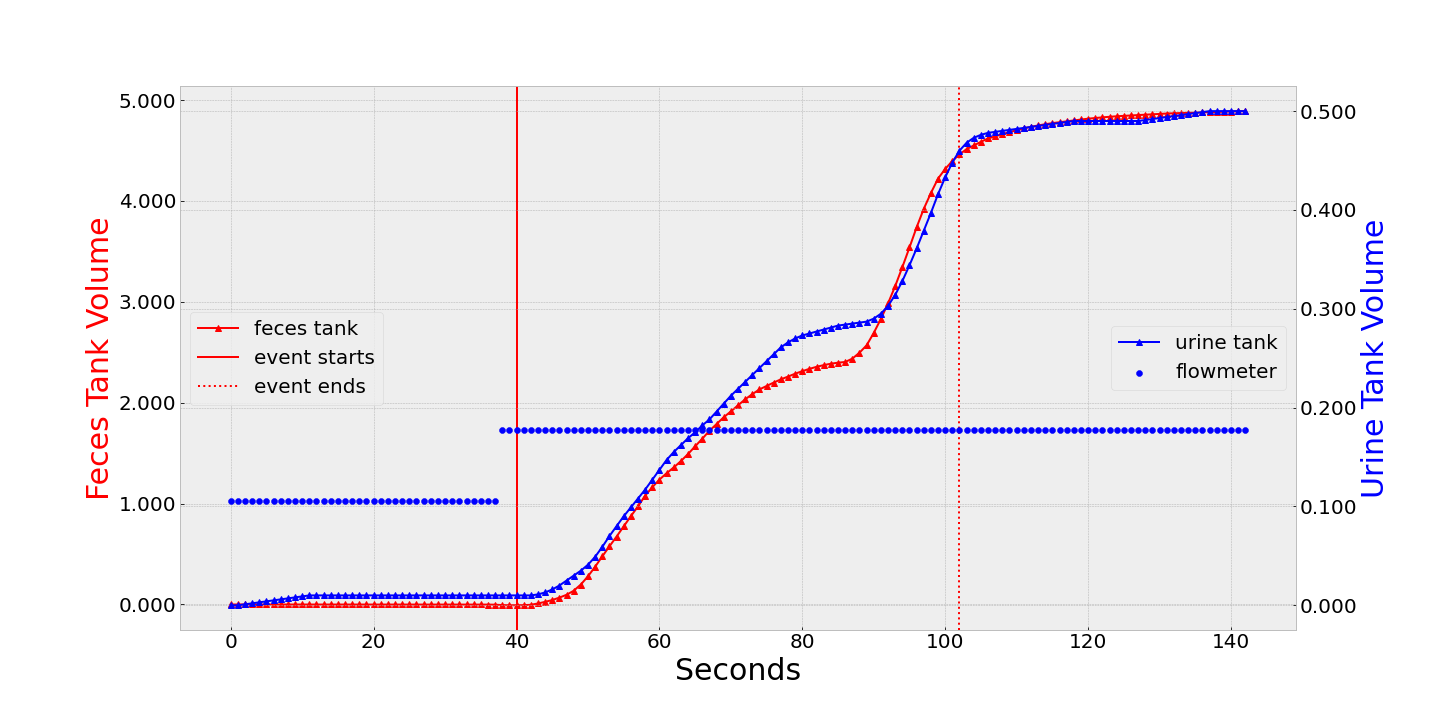 Feces Tank Volume
5.000
4.000
3.000
2.000
1.000
0.000
feces tank
event starts
event ends
urine tank
flowmeter
0.500
0.400
0.300
0.200
0.100
0.000
Urine Tank Volume
0 20 40 60 80 100 120 140
Seconds